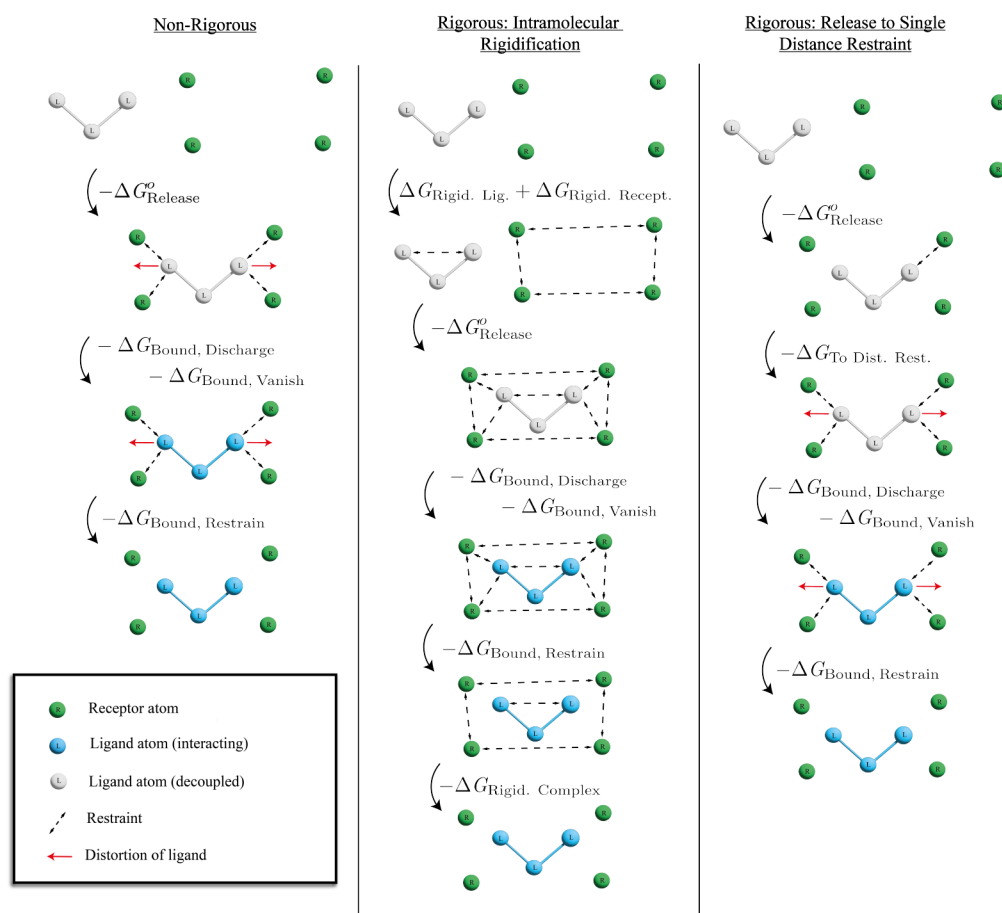 Non-Rigorous
L L L R R R R
−ΔG°Release
R R L L L R R
− ΔGBound, Discharge
− ΔGBound, Vanish
R R L L L R R
−ΔGBound, Restrain
R R L L L R R
R Receptor atom
L Ligand atom (interacting)
L Ligand atom (decoupled)
Restraint
Distortion of ligand
Rigorous: Intramolecular
Rigidification
L L L R R R R
ΔGRigid. Lig. + ΔGRigid. Recept.
L L L R R R R
−ΔG°Release
R R L L L R R
− ΔGBound, Discharge
− ΔGBound, Vanish
R R L L L R R
−ΔGBound, Restrain
R R L L L R R
−ΔGRigid. Complex
R R L L L R R
Rigorous: Release to Single
Distance Restraint
L L L R R R R
−ΔG°Release
R R L L L R R
−ΔGTo Dist. Rest.
R R L L L R R
− ΔGBound, Discharge
− ΔGBound, Vanish
R R L L L R R
−ΔGBound, Restrain
R R L L L R R